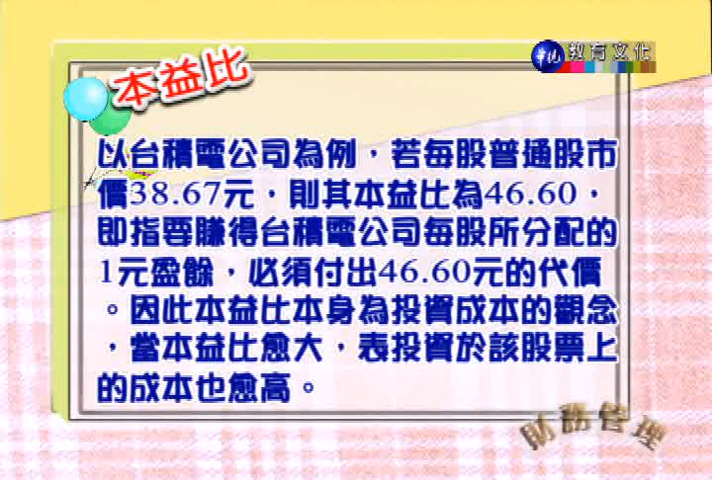 華視 教育文化
本益比
以台積電公司為例，若每股普通股市
價38.67元，則其本益比為46.60，
即指要賺得台積電公司每股所分配的
1元盈餘，必須付出46.60元的代價
。因此本益比本身為投資成本的觀念
，當本益比愈大，表投資於該股票上
的成本也愈高。
財務管理